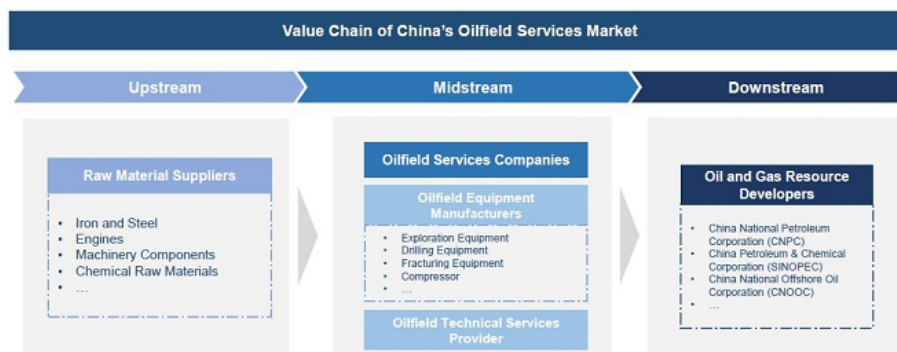 Value Chain of China's Oilfield Services Market
Upstream
Midstream
Downstream
Raw Material Suppliers
• Iron and Steel
• Engines
• Machinery Components
• Chemical Raw Materials
• …
Oilfield Services Companies
Oilfield Equipment
Manufacturers
• Exploration Equipment
• Drilling Equipment
• Fracturing Equipment
• Compressor
• …
Oilfield Technical Services
Provider
Oil and Gas Resource
Developers
• China National Petroleum
Corporation (CNPC)
• China Petroleum & Chemical
Corporation (SINOPEC)
• China National Offshore Oil
Corporation (CNOOC)
• …